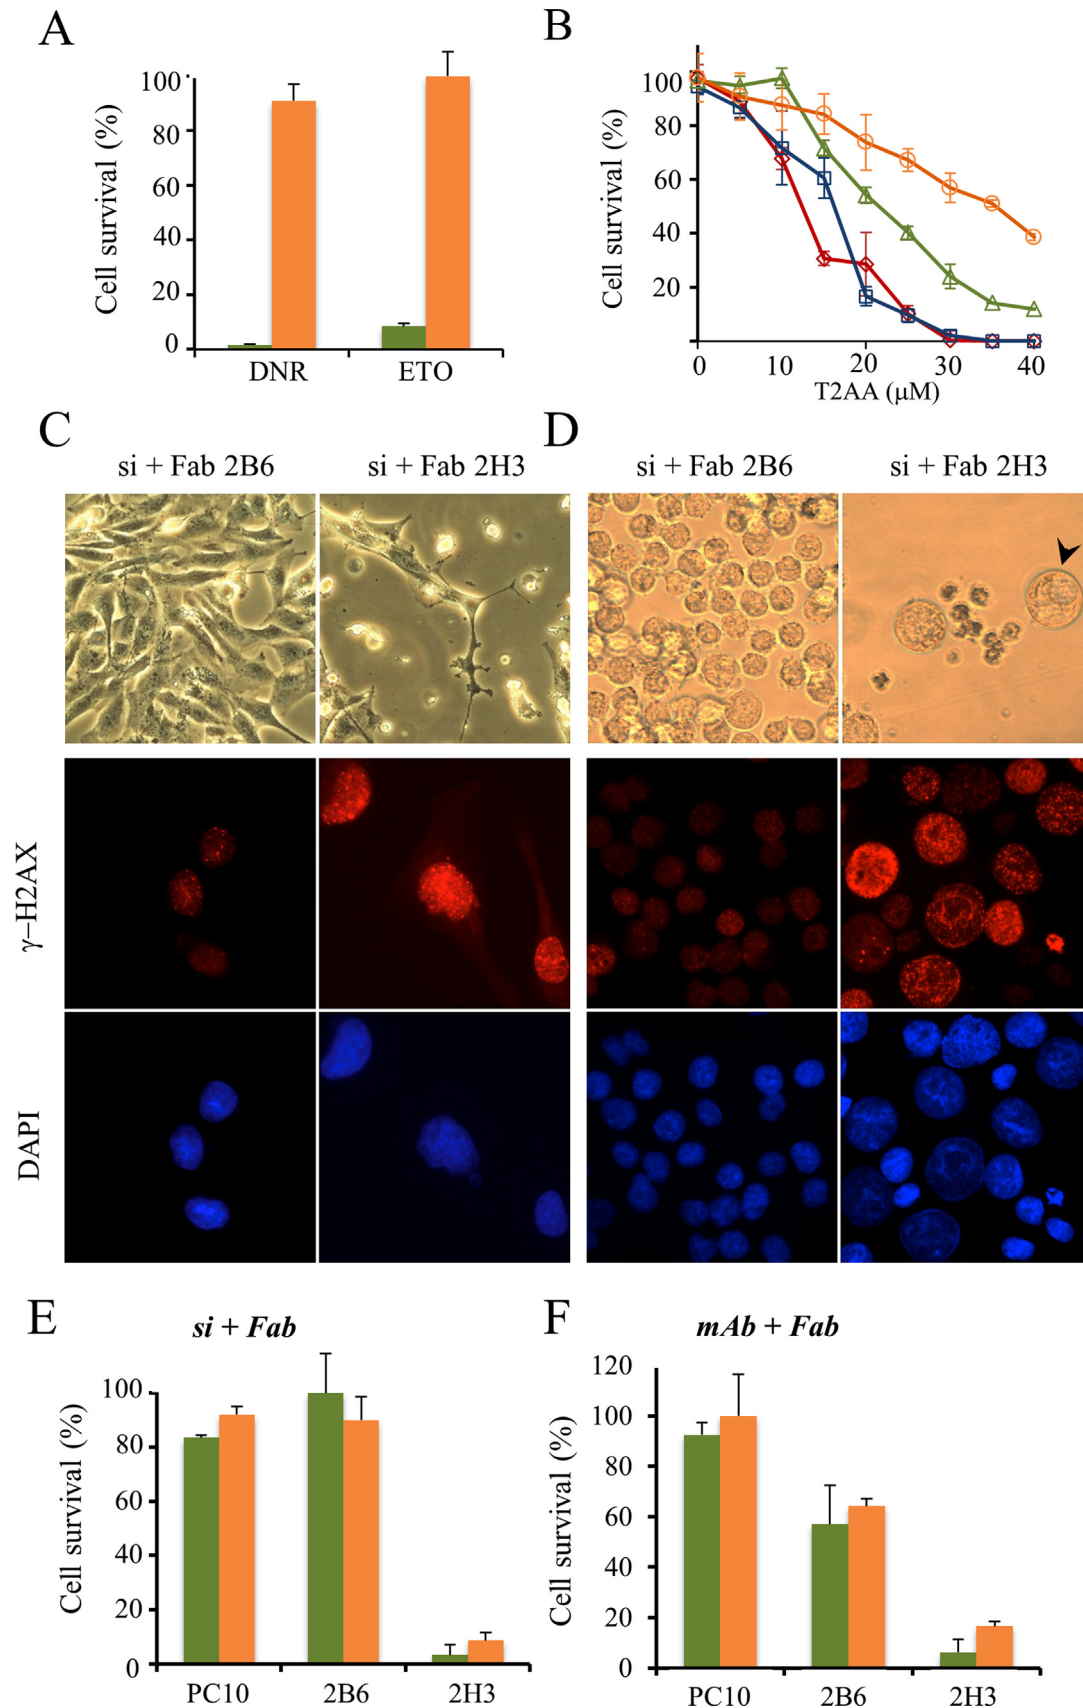 A
Cell survival (%)
100
80
60
40
20
0
DNR
ETO
B
Cell survival (%)
100
80
60
40
20
0
10
20
30
40
T2AA (μM)
C
si + Fab 2B6
si + Fab 2H3
D
si + Fab 2B6
si + Fab 2H3
γ−H2AX
DAPI
E
si + Fab
Cell survival (%)
100
80
60
40
20
0
PC10
2B6
2H3
F
mAb + Fab
Cell survival (%)
120
100
80
60
40
20
0
PC10
2B6
2H3